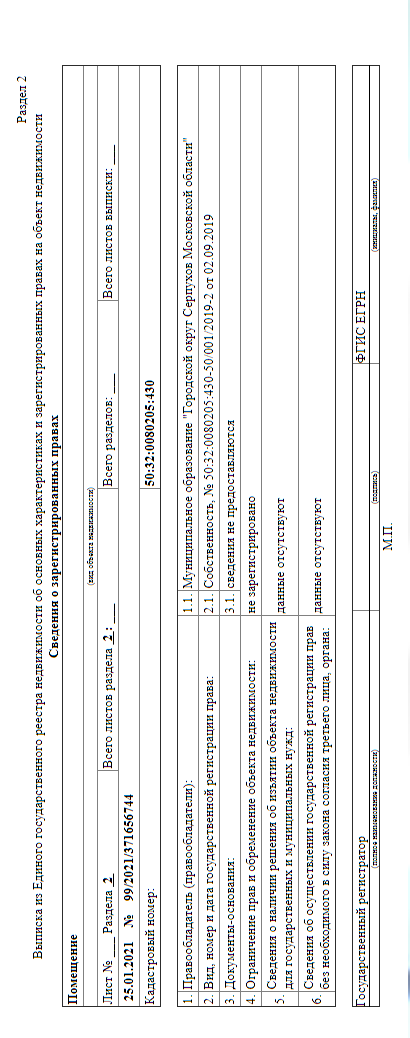 Раздел 2
Выписка из Единого государственного реестра недвижимости об основных характеристиках и зарегистрированных правах на объект недвижимости
Сведения о зарегистрированных правах
Помещение
(вид объекта недвижимости)
Лист № ___ Раздела 2 Всего листов раздела 2 : ___ Всего разделов: ___ Всего листов выписки: ___
25.01.2021 № 99/2021/371656744
Кадастровый номер: 50:32:0080205:430
1. Правообладатель (правообладатели): 1.1. Муниципальное образование "Городской округ Серпухов Московской области"
2. Вид, номер и дата государственной регистрации права: 2.1. Собственность, № 50:32:0080205:430-50/001/2019-2 от 02.09.2019
3. Документы-основания: 3.1. сведения не предоставляются
4. Ограничение прав и обременение объекта недвижимости: не зарегистрировано
5. Сведения о наличии решения об изъятии объекта недвижимости для государственных и муниципальных нужд: данные отсутствуют
6. Сведения об осуществлении государственной регистрации прав без необходимого в силу закона согласия третьего лица, органа: данные отсутствуют
Государственный регистратор ФГИС ЕГРН
(полное наименование должности) (подпись) (инициалы, фамилия)
М.П.